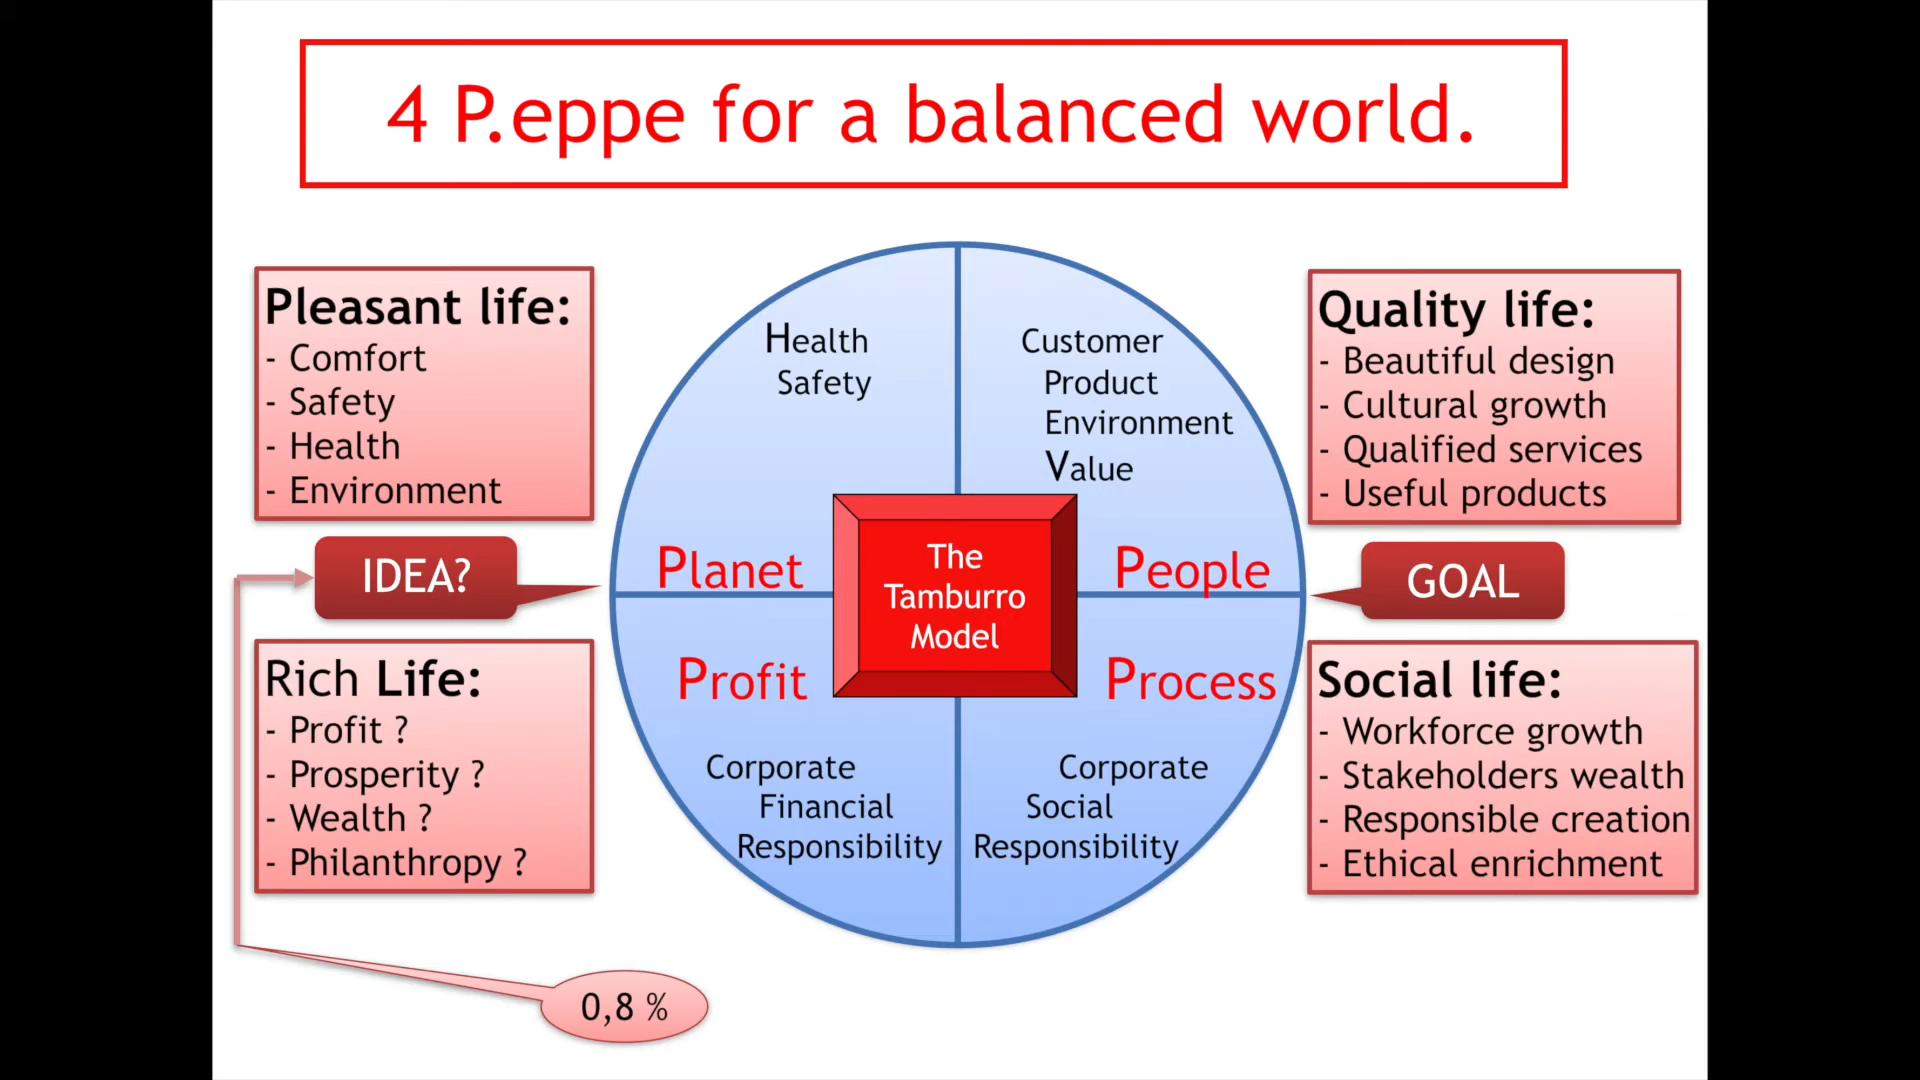 4 P.eppe for a balanced world.
Pleasant life:
- Comfort
- Safety
- Health
- Environment
IDEA?
Rich Life:
- Profit ?
- Prosperity ?
- Wealth ?
- Philanthropy ?
0,8 %
Health
Safety
Planet
Customer
Product
Environment
Value
People
The
Tamburro
Model
Profit
Corporate
Financial
Responsibility
Process
Corporate
Social
Responsibility
Quality life:
- Beautiful design
- Cultural growth
- Qualified services
- Useful products
GOAL
Social life:
- Workforce growth
- Stakeholders wealth
- Responsible creation
- Ethical enrichment